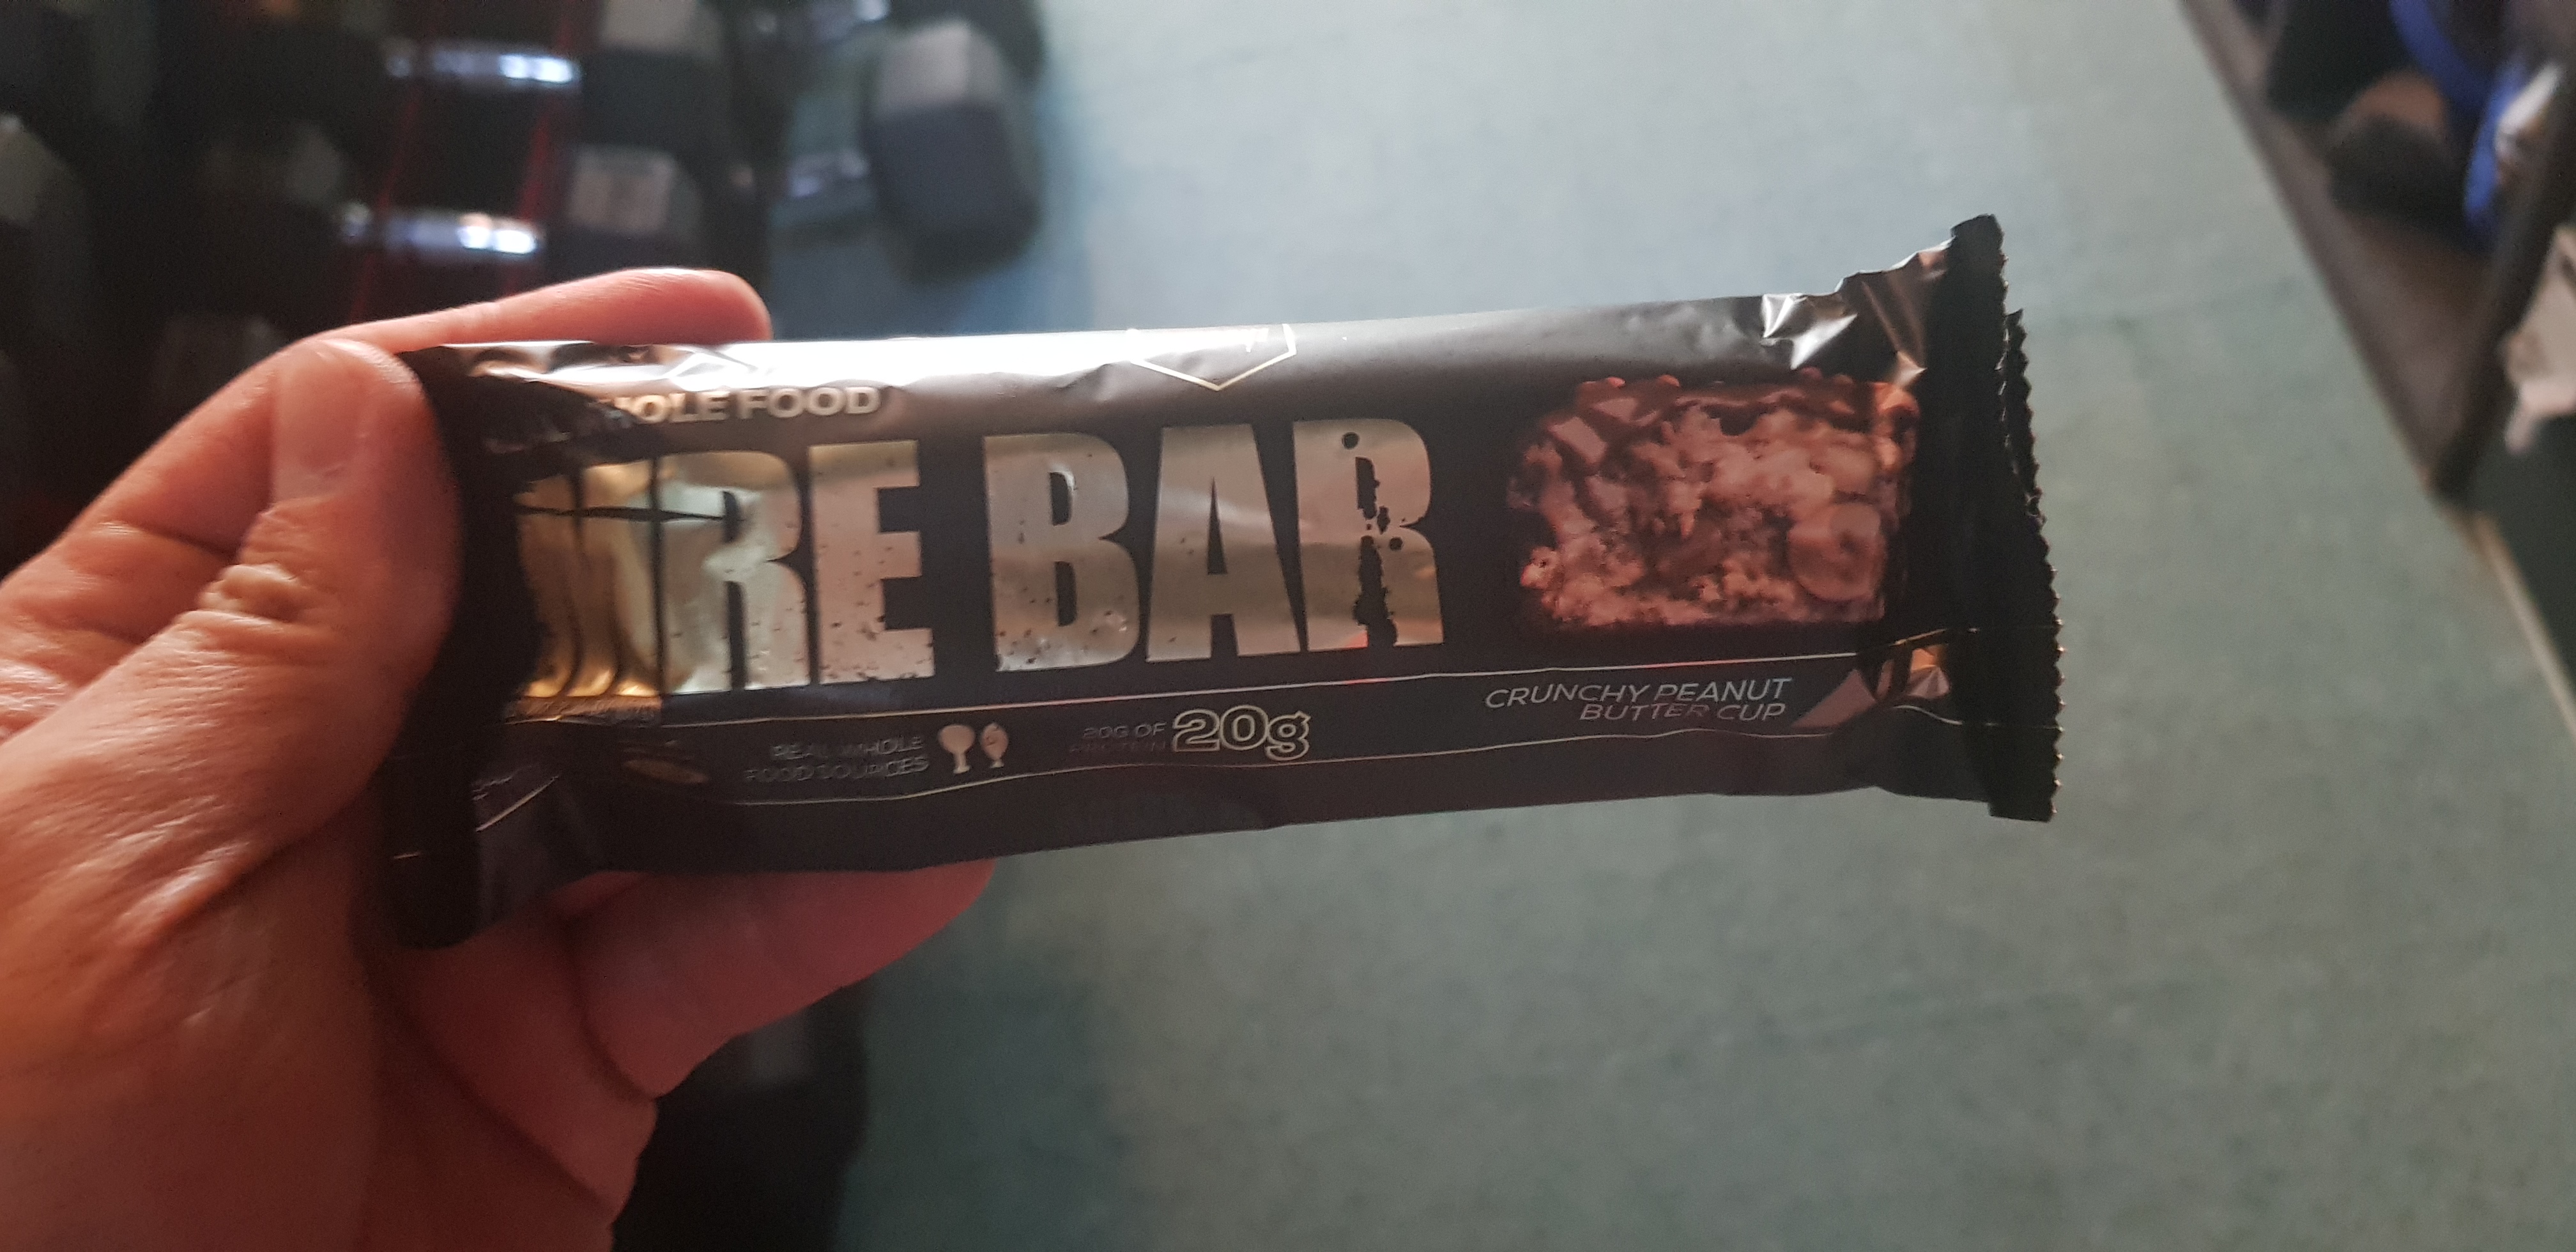 HOLE FOOD
RE BAR
REAL WHOLE
FOOD SOURCES
20G OF
PROTEIN
20g
CRUNCHY PEANUT
BUTTER CUP